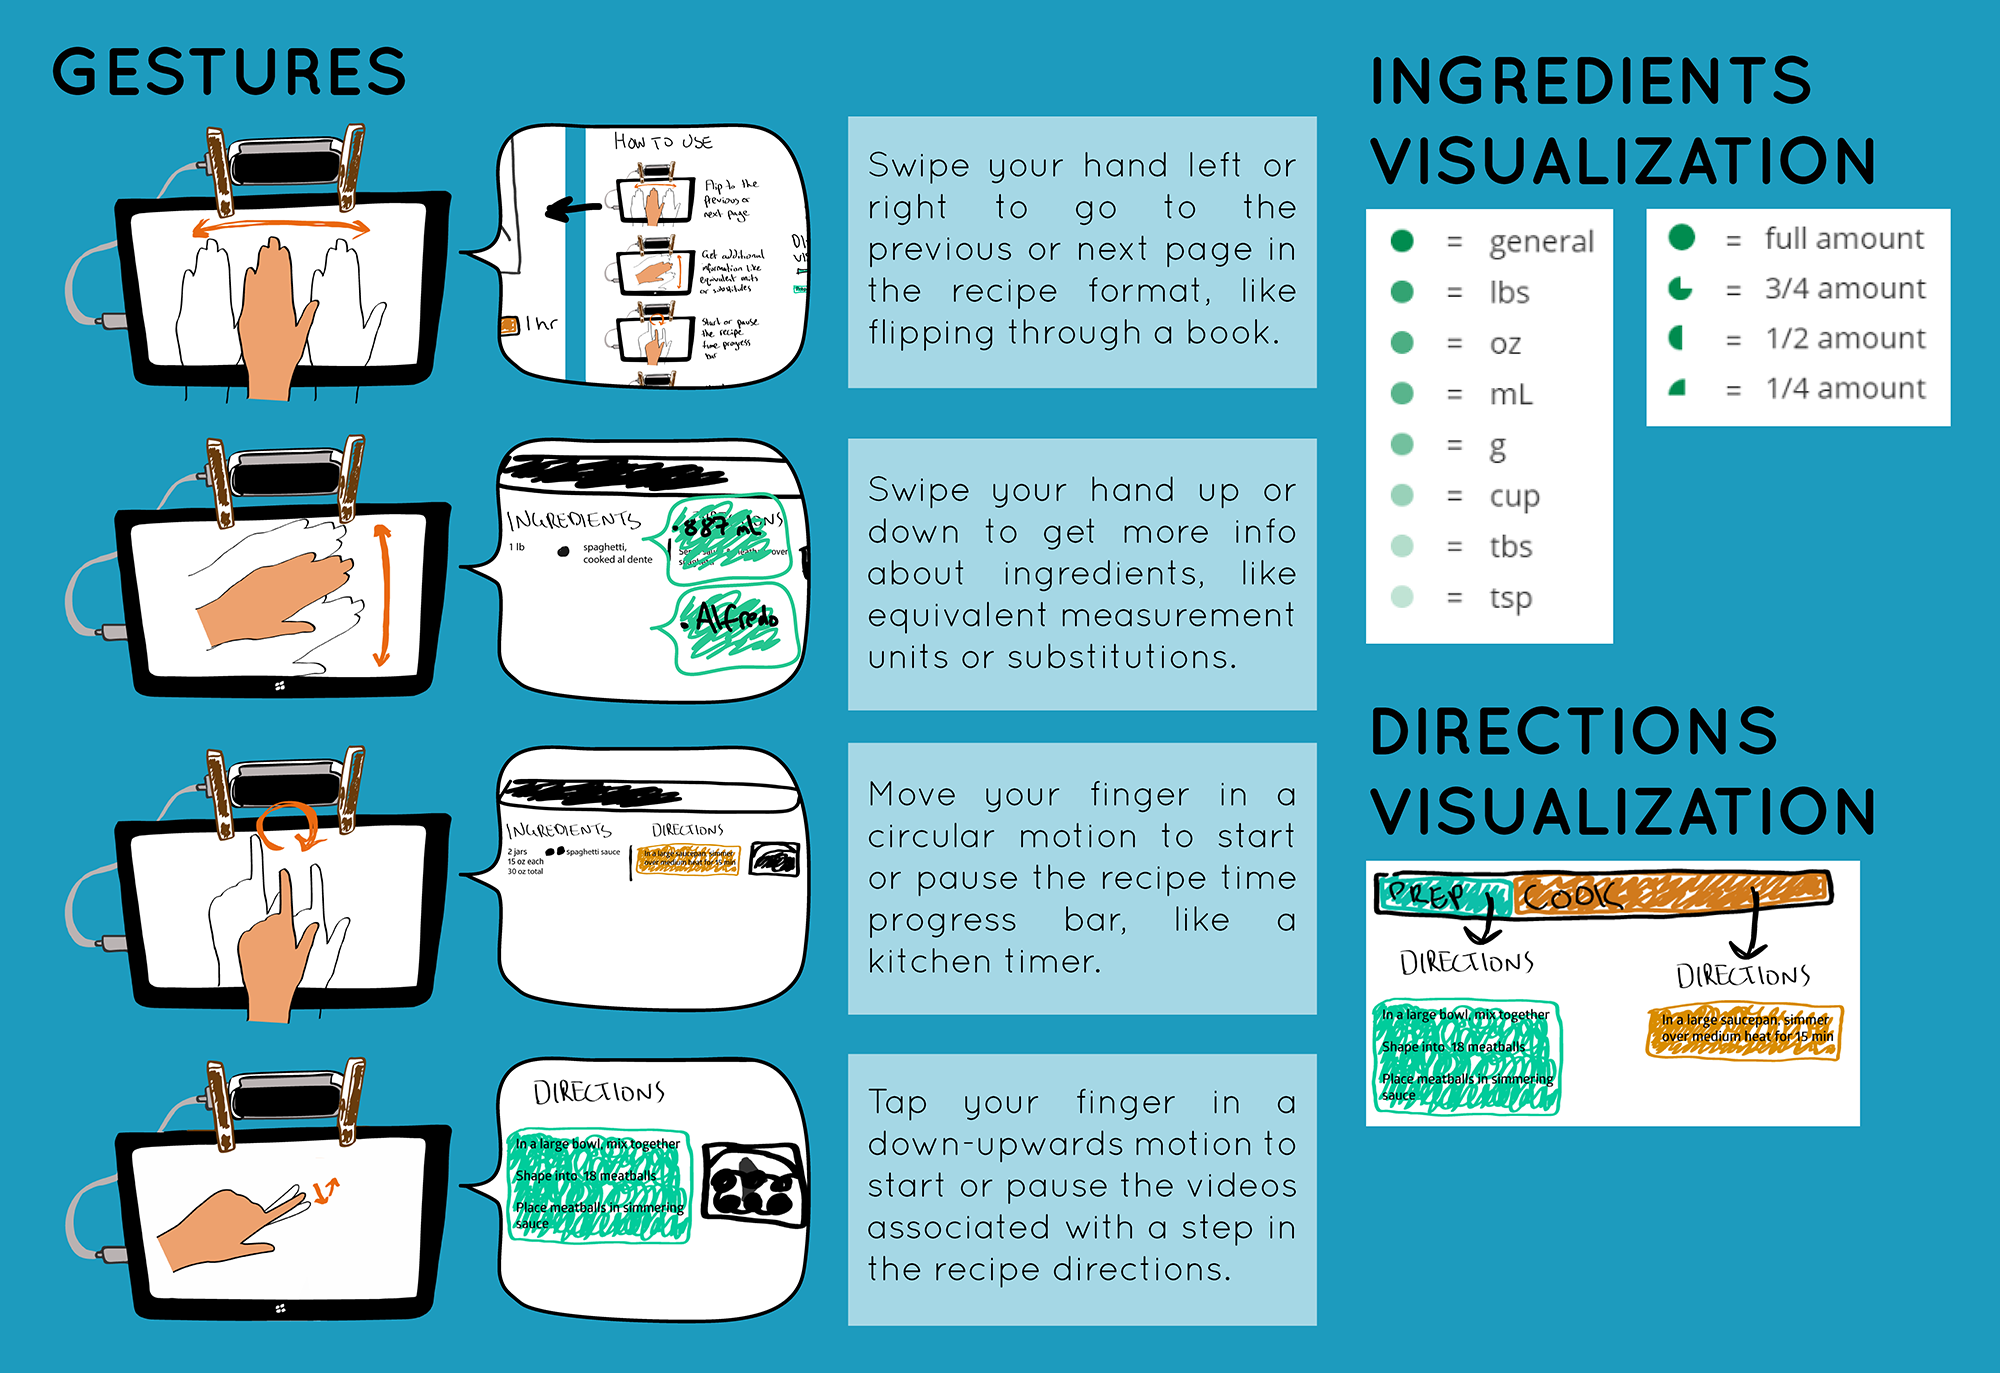 GESTURES
HOW TO USE
Flip to the
previous or
next page
Get additional
information like
equivalent units
or substitutes
Start or pause
the recipe
time progress
bar
1hr
Swipe your hand left or
right to go to the
previous or next page in
the recipe format, like
flipping through a book.
INGREDIENTS
1 lb
spaghetti,
cooked al dente
887 mL
Alfredo
Swipe your hand up or
down to get more info
about ingredients, like
equivalent measurement
units or substitutions.
INGREDIENTS
DIRECTIONS
2 jars
15 oz each
30 oz total
spaghetti sauce
In a large saucepan, simmer
over medium heat for 15 min
Move your finger in a
circular motion to start
or pause the recipe time
progress bar, like a
kitchen timer.
DIRECTIONS
In a large bowl, mix together
Shape into 18 meatballs
Place meatballs in simmering
sauce
Tap your finger in a
down-upwards motion to
start or pause the videos
associated with a step in
the recipe directions.
INGREDIENTS
VISUALIZATION
= general
= lbs
= oz
= mL
= g
= cup
= tbs
= tsp
= full amount
= 3/4 amount
= 1/2 amount
= 1/4 amount
DIRECTIONS
VISUALIZATION
PREP COOK
DIRECTIONS
In a large bowl, mix together
Shape into 18 meatballs
Place meatballs in simmering
sauce
DIRECTIONS
In a large saucepan, simmer
over medium heat for 15 min